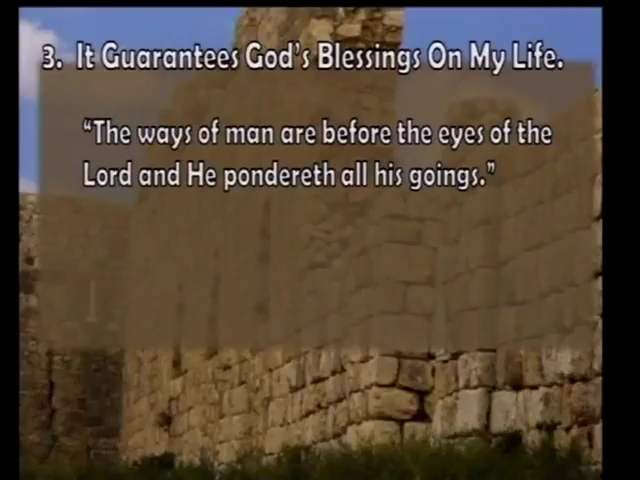 3. It Guarantees God's Blessings On My Life.
“The ways of man are before the eyes of the
Lord and He pondereth all his goings.”